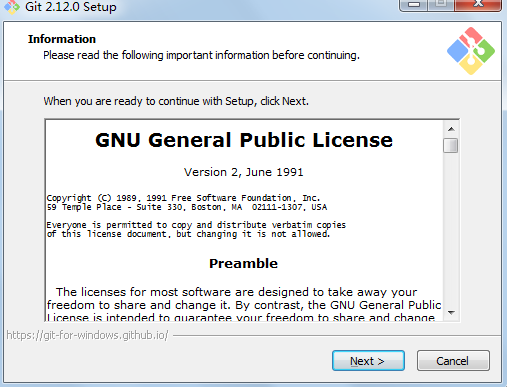 Git 2.12.0 Setup
Information
Please read the following important information before continuing.
When you are ready to continue with Setup, click Next.
GNU General Public License
Version 2, June 1991
Copyright (C) 1989, 1991 Free Software Foundation, Inc.
59 Temple Place - Suite 330, Boston, MA  02111-1307, USA
Everyone is permitted to copy and distribute verbatim copies
of this license document, but changing it is not allowed.
Preamble
The licenses for most software are designed to take away your
freedom to share and change it. By contrast, the GNU General Public
License is intended to guarantee your freedom to share and change
https://git-for-windows.github.io/
Next >
Cancel